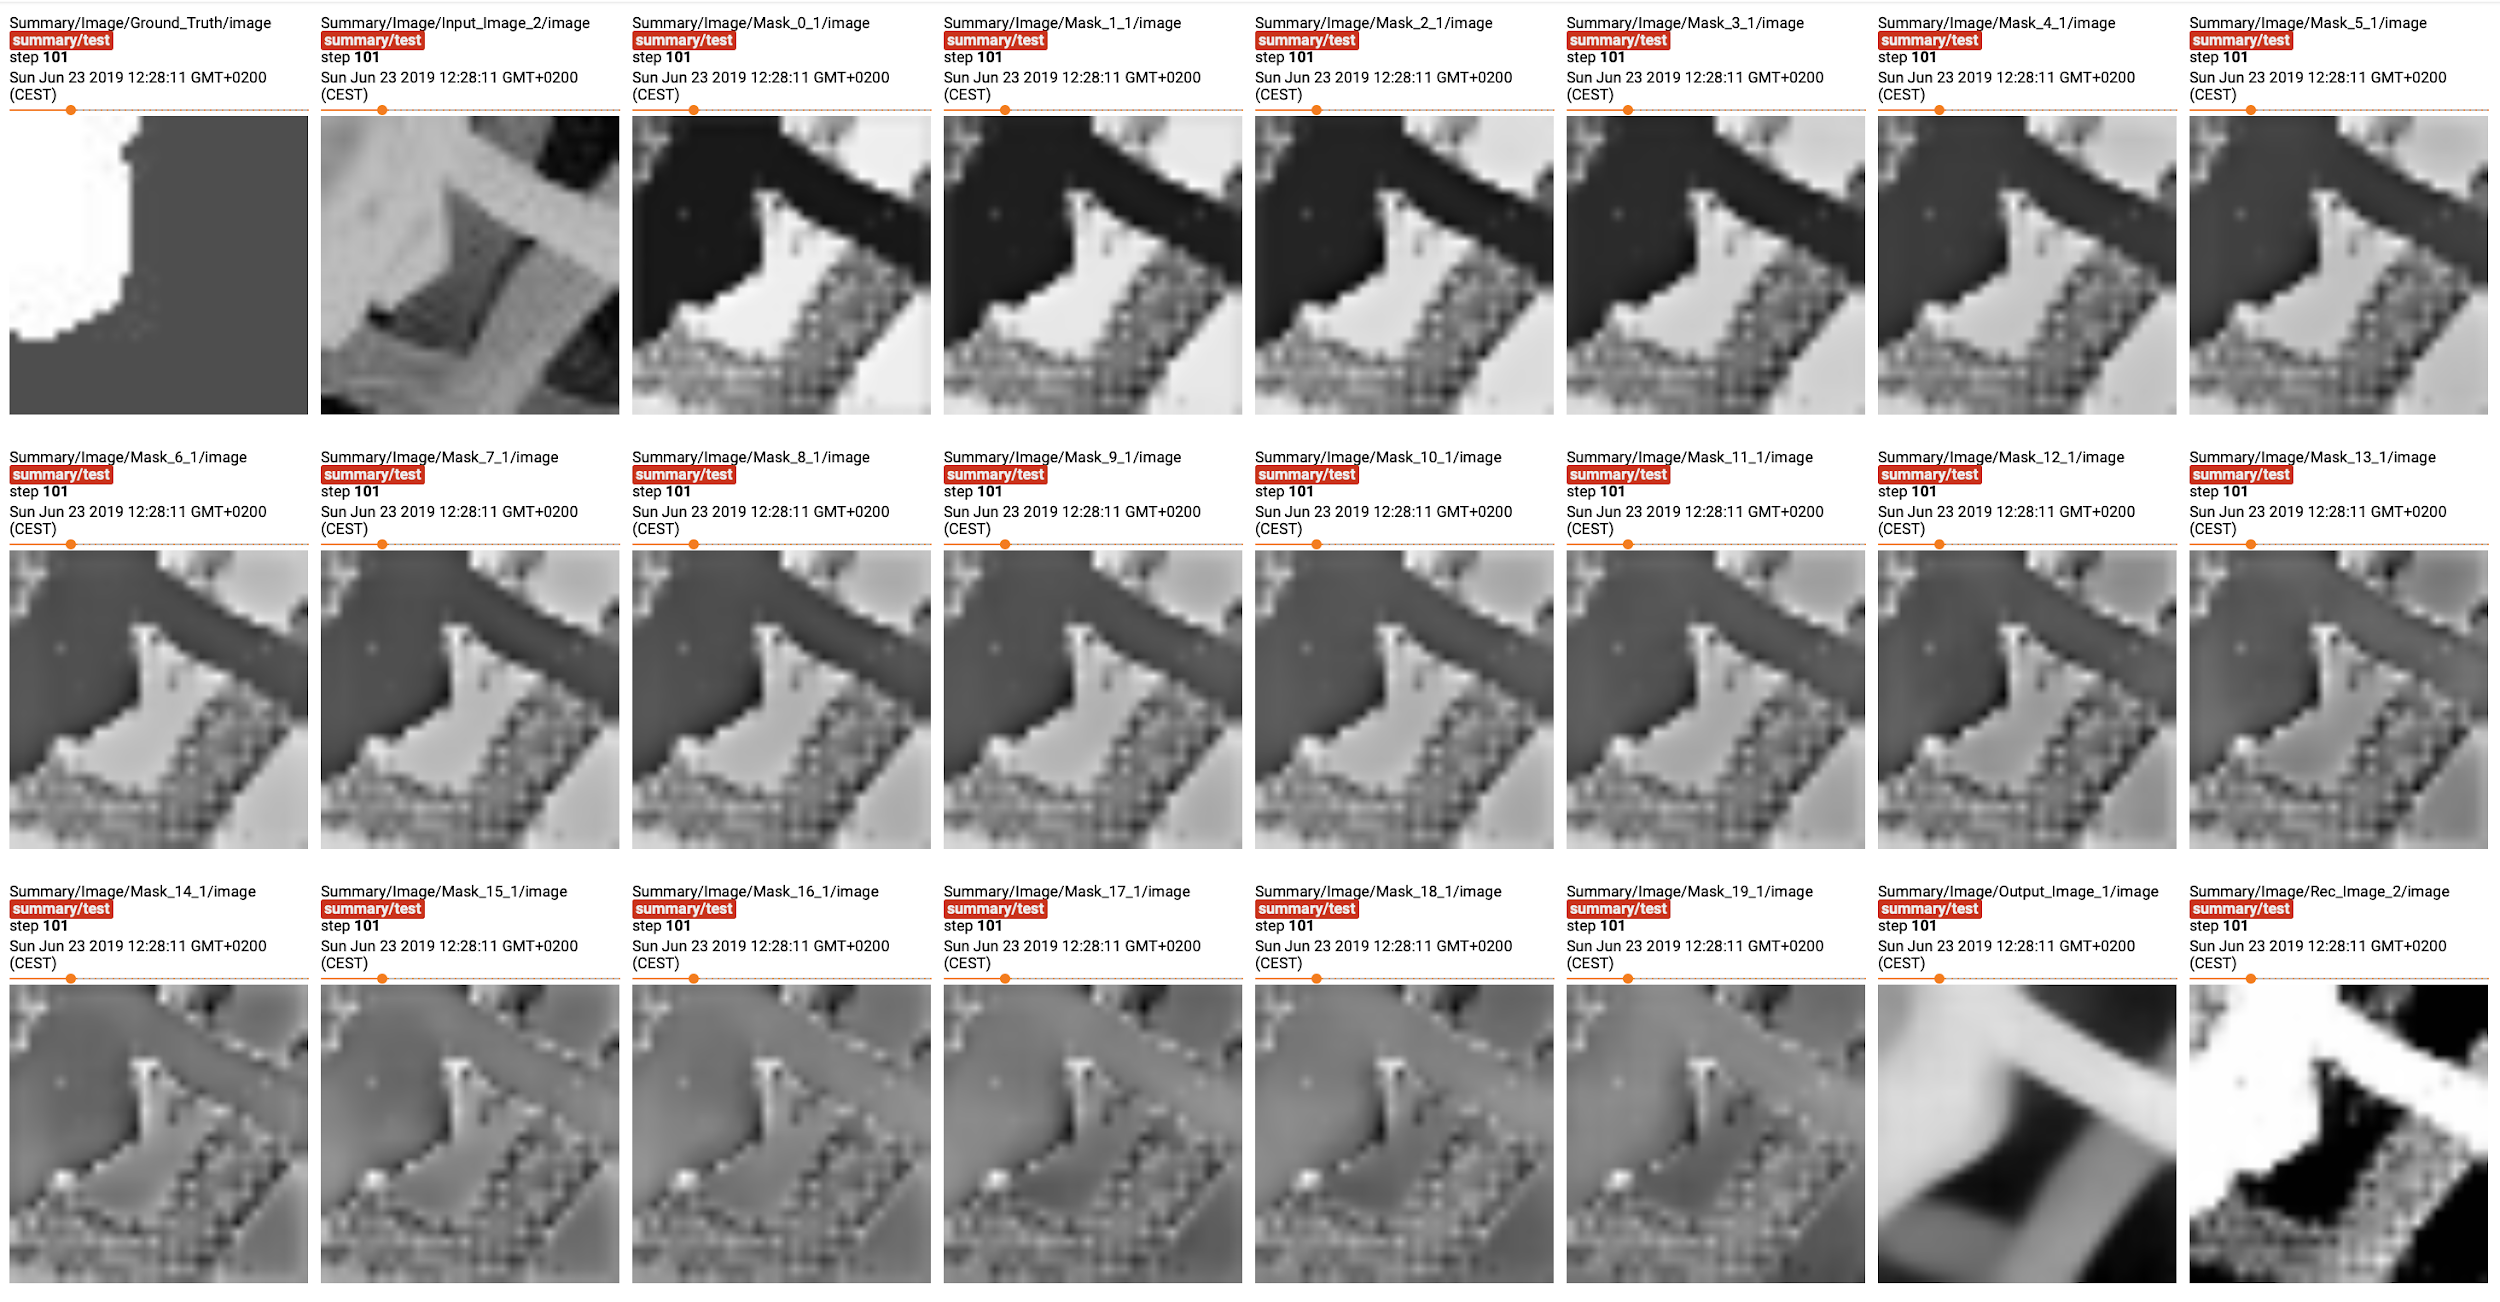 Summary/Image/Ground_Truth/image
summary/test
step 101
Sun Jun 23 2019 12:28:11 GMT+0200
(CEST)
Summary/Image/Input_Image_2/image
summary/test
step 101
Sun Jun 23 2019 12:28:11 GMT+0200
(CEST)
Summary/Image/Mask_0_1/image
summary/test
step 101
Sun Jun 23 2019 12:28:11 GMT+0200
(CEST)
Summary/Image/Mask_1_1/image
summary/test
step 101
Sun Jun 23 2019 12:28:11 GMT+0200
(CEST)
Summary/Image/Mask_2_1/image
summary/test
step 101
Sun Jun 23 2019 12:28:11 GMT+0200
(CEST)
Summary/Image/Mask_3_1/image
summary/test
step 101
Sun Jun 23 2019 12:28:11 GMT+0200
(CEST)
Summary/Image/Mask_4_1/image
summary/test
step 101
Sun Jun 23 2019 12:28:11 GMT+0200
(CEST)
Summary/Image/Mask_5_1/image
summary/test
step 101
Sun Jun 23 2019 12:28:11 GMT+0200
(CEST)
Summary/Image/Mask_6_1/image
summary/test
step 101
Sun Jun 23 2019 12:28:11 GMT+0200
(CEST)
Summary/Image/Mask_7_1/image
summary/test
step 101
Sun Jun 23 2019 12:28:11 GMT+0200
(CEST)
Summary/Image/Mask_8_1/image
summary/test
step 101
Sun Jun 23 2019 12:28:11 GMT+0200
(CEST)
Summary/Image/Mask_9_1/image
summary/test
step 101
Sun Jun 23 2019 12:28:11 GMT+0200
(CEST)
Summary/Image/Mask_10_1/image
summary/test
step 101
Sun Jun 23 2019 12:28:11 GMT+0200
(CEST)
Summary/Image/Mask_11_1/image
summary/test
step 101
Sun Jun 23 2019 12:28:11 GMT+0200
(CEST)
Summary/Image/Mask_12_1/image
summary/test
step 101
Sun Jun 23 2019 12:28:11 GMT+0200
(CEST)
Summary/Image/Mask_13_1/image
summary/test
step 101
Sun Jun 23 2019 12:28:11 GMT+0200
(CEST)
Summary/Image/Mask_14_1/image
summary/test
step 101
Sun Jun 23 2019 12:28:11 GMT+0200
(CEST)
Summary/Image/Mask_15_1/image
summary/test
step 101
Sun Jun 23 2019 12:28:11 GMT+0200
(CEST)
Summary/Image/Mask_16_1/image
summary/test
step 101
Sun Jun 23 2019 12:28:11 GMT+0200
(CEST)
Summary/Image/Mask_17_1/image
summary/test
step 101
Sun Jun 23 2019 12:28:11 GMT+0200
(CEST)
Summary/Image/Mask_18_1/image
summary/test
step 101
Sun Jun 23 2019 12:28:11 GMT+0200
(CEST)
Summary/Image/Mask_19_1/image
summary/test
step 101
Sun Jun 23 2019 12:28:11 GMT+0200
(CEST)
Summary/Image/Output_Image_1/image
summary/test
step 101
Sun Jun 23 2019 12:28:11 GMT+0200
(CEST)
Summary/Image/Rec_Image_2/image
summary/test
step 101
Sun Jun 23 2019 12:28:11 GMT+0200
(CEST)